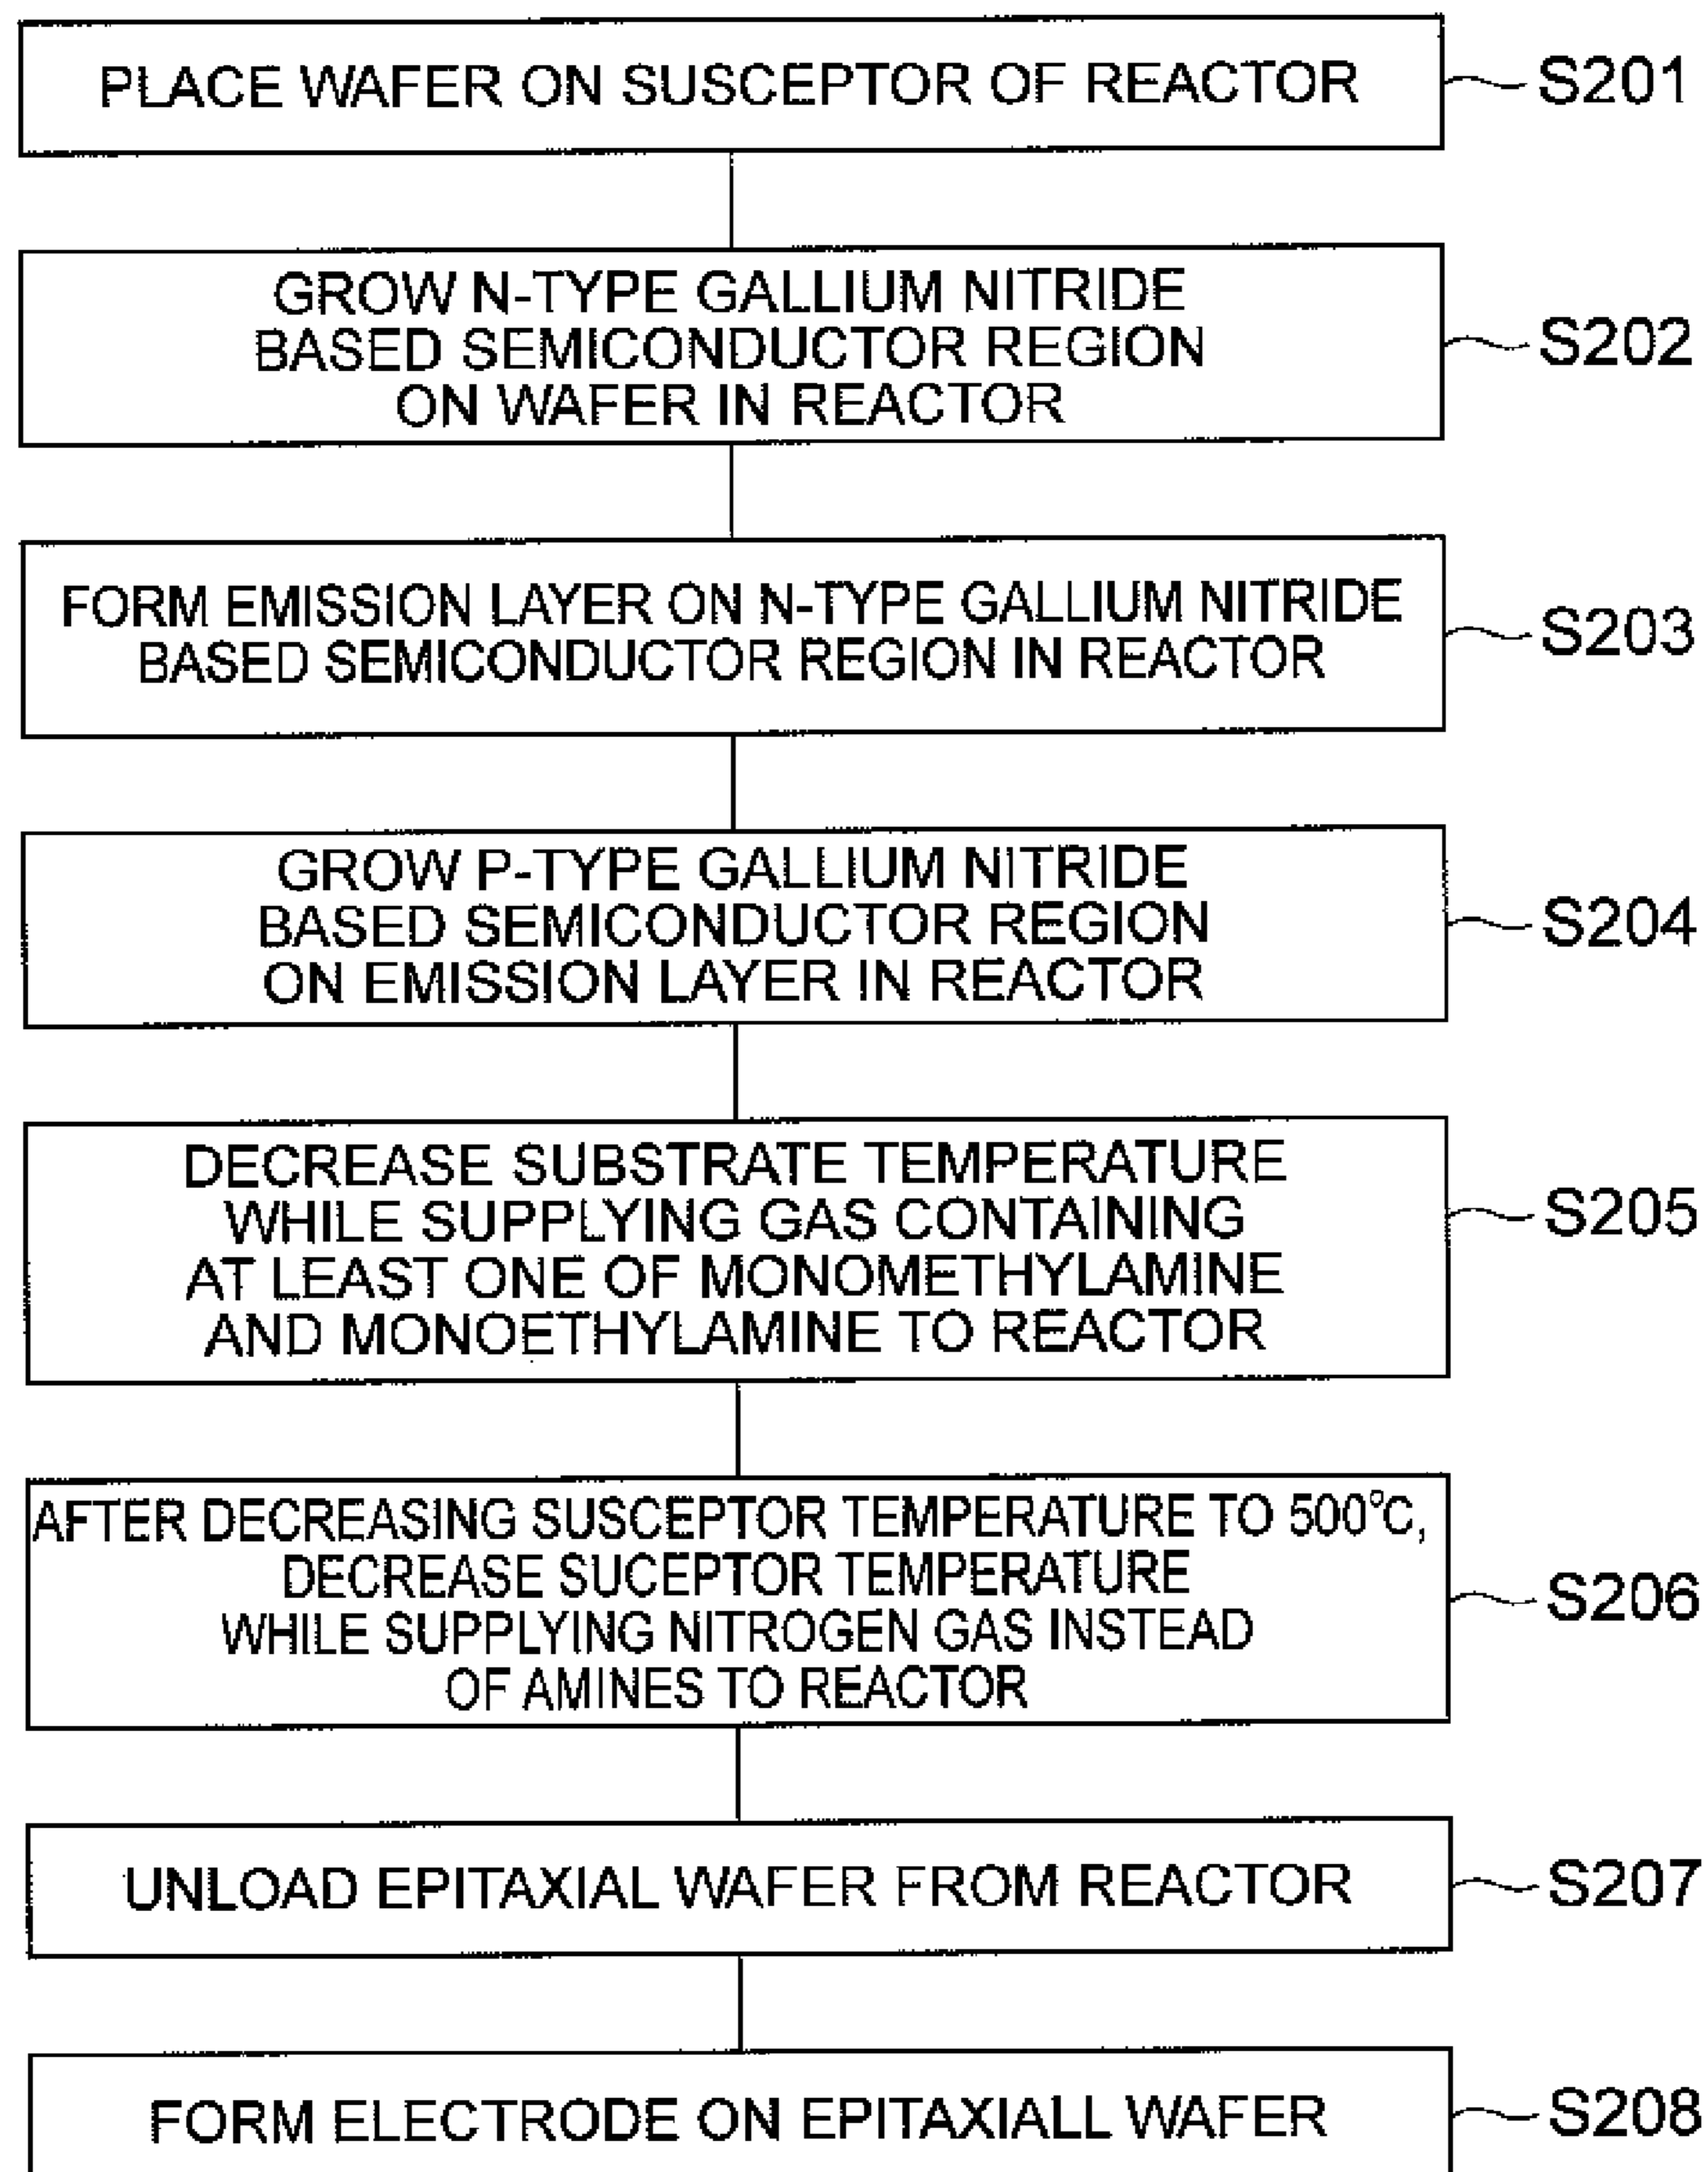 PLACE WAFER ON SUSCEPTOR OF REACTOR
S201
GROW N-TYPE GALLIUM NITRIDE
BASED SEMICONDUCTOR REGION
ON WAFER IN REACTOR
S202
FORM EMISSION LAYER ON N-TYPE GALLIUM NITRIDE
BASED SEMICONDUCTOR REGION IN REACTOR
S203
GROW P-TYPE GALLIUM NITRIDE
BASED SEMICONDUCTOR REGION
ON EMISSION LAYER IN REACTOR
S204
DECREASE SUBSTRATE TEMPERATURE
WHILE SUPPLYING GAS CONTAINING
AT LEAST ONE OF MONOMETHYLAMINE
AND MONOETHYLAMINE TO REACTOR
S205
AFTER DECREASING SUSCEPTOR TEMPERATURE TO 500°C,
DECREASE SUCEPTOR TEMPERATURE
WHILE SUPPLYING NITROGEN GAS INSTEAD
OF AMINES TO REACTOR
S206
UNLOAD EPITAXIAL WAFER FROM REACTOR
S207
FORM ELECTRODE ON EPITAXIALL WAFER
S208